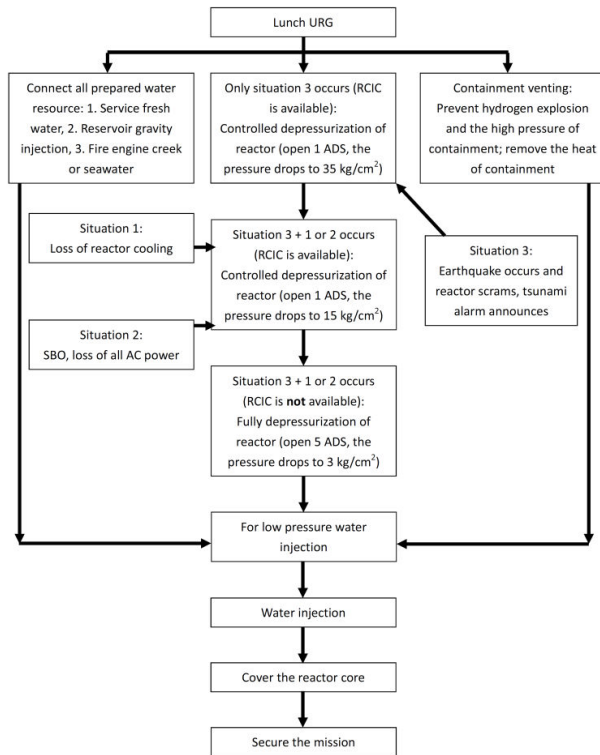 Lunch URG
Connect all prepared water
resource: 1. Service fresh
water, 2. Reservoir gravity
injection, 3. Fire engine creek
or seawater
Only situation 3 occurs (RCIC
is available):
Controlled depressurization of
reactor (open 1 ADS, the
pressure drops to 35 kg/cm²)
Containment venting:
Prevent hydrogen explosion
and the high pressure of
containment; remove the heat
of containment
Situation 1:
Loss of reactor cooling
Situation 3 + 1 or 2 occurs
(RCIC is available):
Controlled depressurization of
reactor (open 1 ADS, the
pressure drops to 15 kg/cm²)
Situation 3:
Earthquake occurs and
reactor scrams, tsunami
alarm announces
Situation 2:
SBO, loss of all AC power
Situation 3 + 1 or 2 occurs
(RCIC is not available):
Fully depressurization of
reactor (open 5 ADS, the
pressure drops to 3 kg/cm²)
For low pressure water
injection
Water injection
Cover the reactor core
Secure the mission